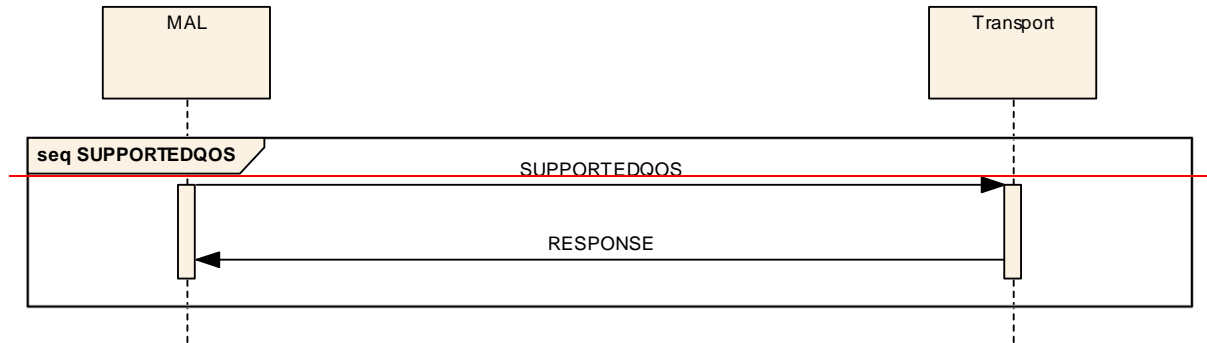 MAL
Transport
seq SUPPORTEDQOS
SUPPORTEDQOS
RESPONSE